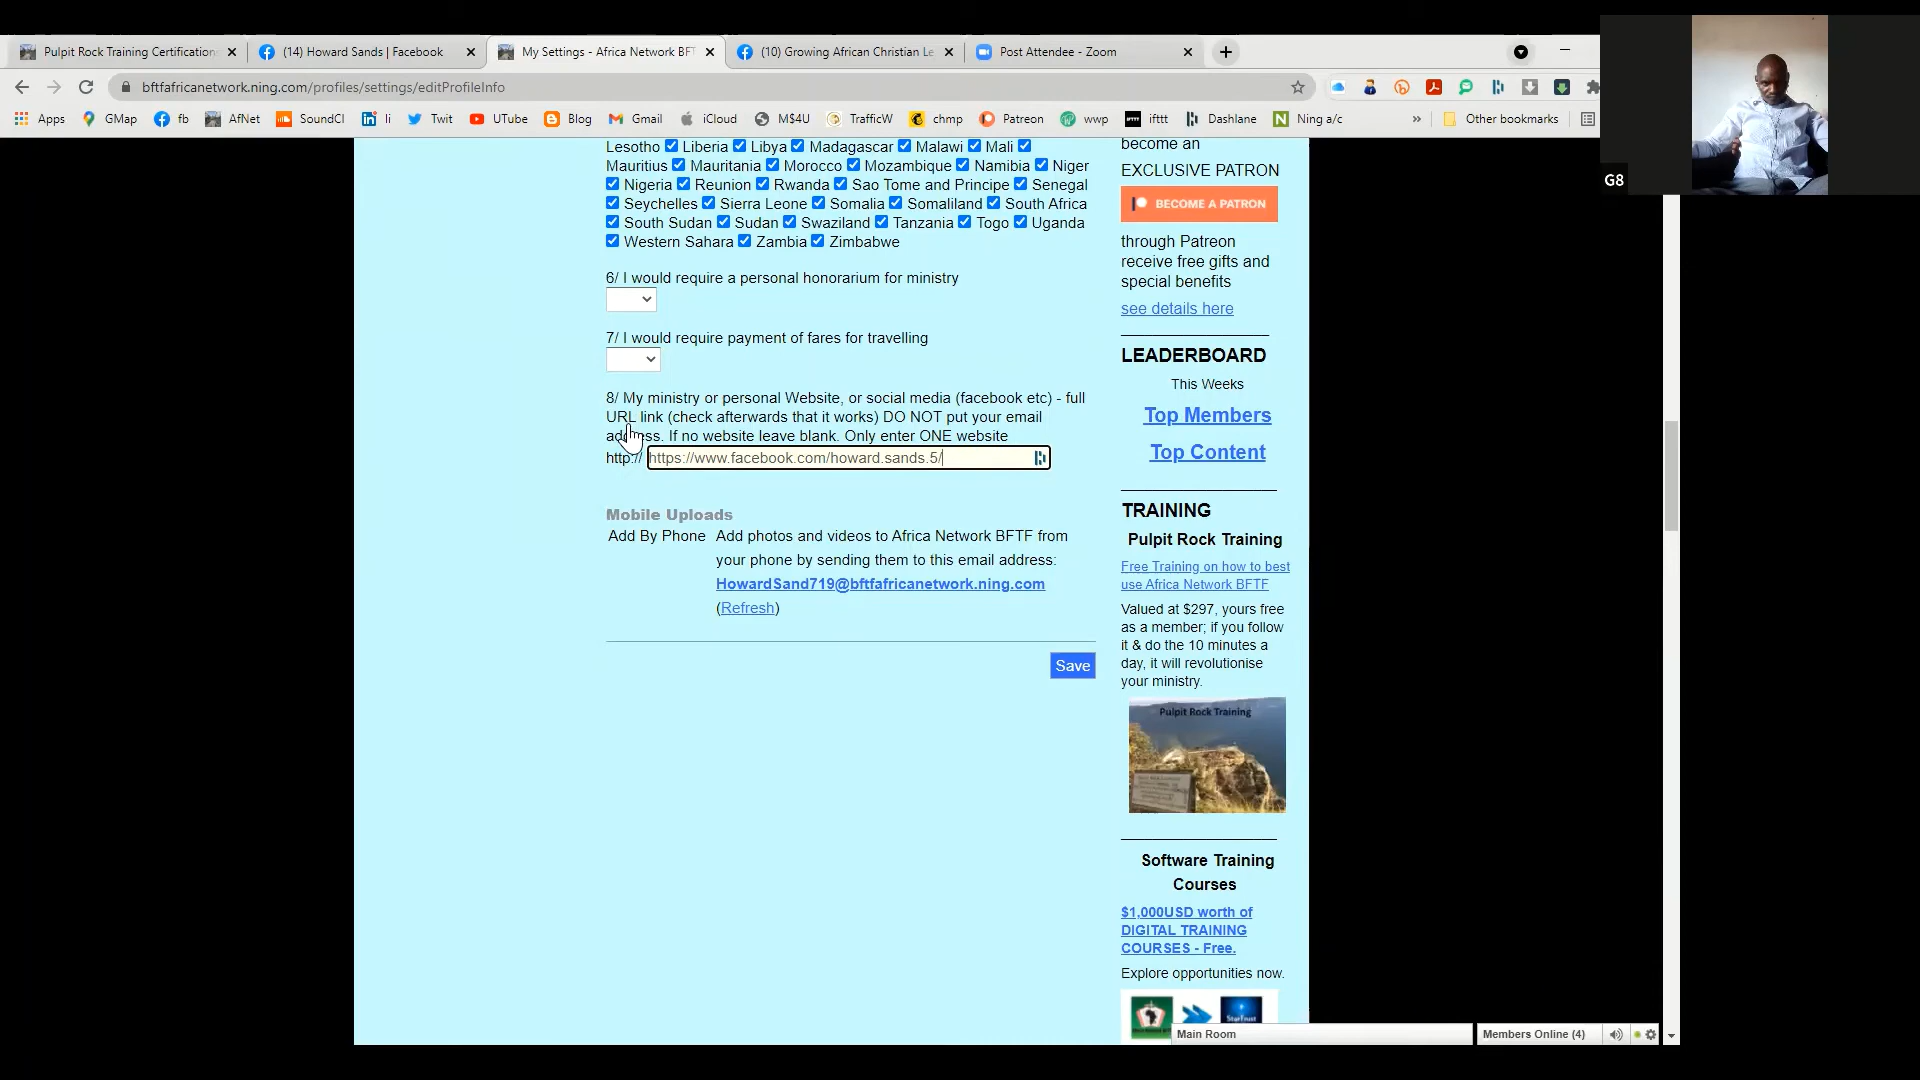 Pulpit Rock Training Certification
(14) Howard Sands | Facebook
My Settings - Africa Network BFT
(10) Growing African Christian Le
Post Attendee - Zoom
bftfafricanetwork.ning.com/profiles/settings/editProfileInfo
Apps GMap fb AfNet SoundCl li Twit UTube Blog Gmail iCloud M$4U TrafficW chmp Patreon wwp ifttt Dashlane Ning a/c » Other bookmarks
G8
Lesotho Liberia Libya Madagascar Malawi Mali
Mauritius Mauritania Morocco Mozambique Namibia Niger
Nigeria Reunion Rwanda Sao Tome and Principe Senegal
Seychelles Sierra Leone Somalia Somaliland South Africa
South Sudan Sudan Swaziland Tanzania Togo Uganda
Western Sahara Zambia Zimbabwe
6/ I would require a personal honorarium for ministry
7/ I would require payment of fares for travelling
8/ My ministry or personal Website, or social media (facebook etc) - full
URL link (check afterwards that it works) DO NOT put your email
address. If no website leave blank. Only enter ONE website
http:// https://www.facebook.com/howard.sands.5/
Mobile Uploads
Add By Phone Add photos and videos to Africa Network BFTF from
your phone by sending them to this email address:
HowardSand719@bftfafricanetwork.ning.com
(Refresh)
Save
become an
EXCLUSIVE PATRON
BECOME A PATRON
through Patreon
receive free gifts and
special benefits
see details here
LEADERBOARD
This Weeks
Top Members
Top Content
TRAINING
Pulpit Rock Training
Free Training on how to best
use Africa Network BFTF
Valued at $297, yours free
as a member; if you follow
it & do the 10 minutes a
day, it will revolutionise
your ministry.
Pulpit Rock Training
Software Training
Courses
$1,000USD worth of
DIGITAL TRAINING
COURSES - Free.
Explore opportunities now.
StarTrust
Main Room
Members Online (4)